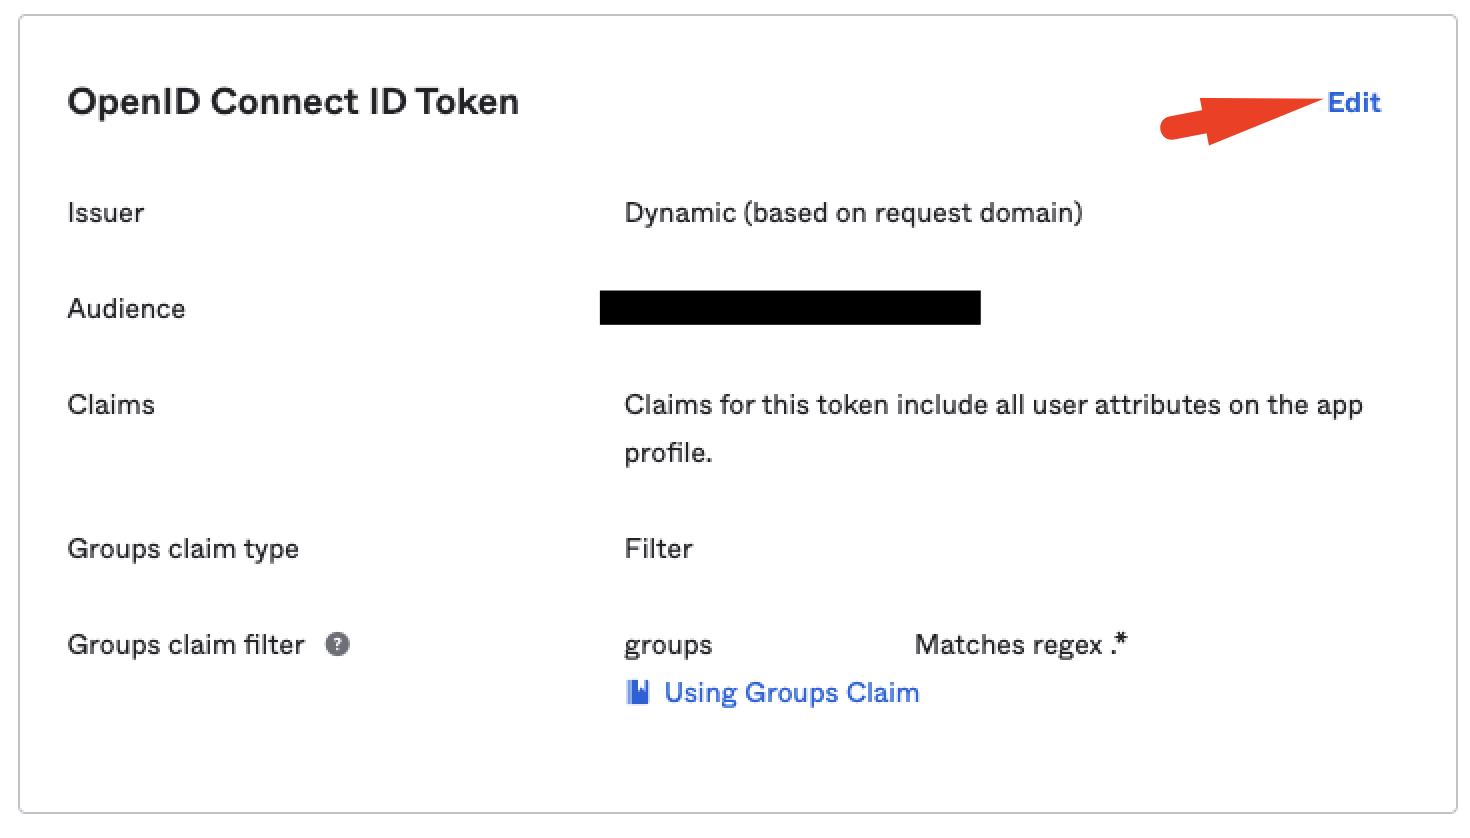 OpenID Connect ID Token
Edit
Issuer
Dynamic (based on request domain)
Audience
Claims
Claims for this token include all user attributes on the app
profile.
Groups claim type
Filter
Groups claim filter ?
groups
Matches regex .*
Using Groups Claim